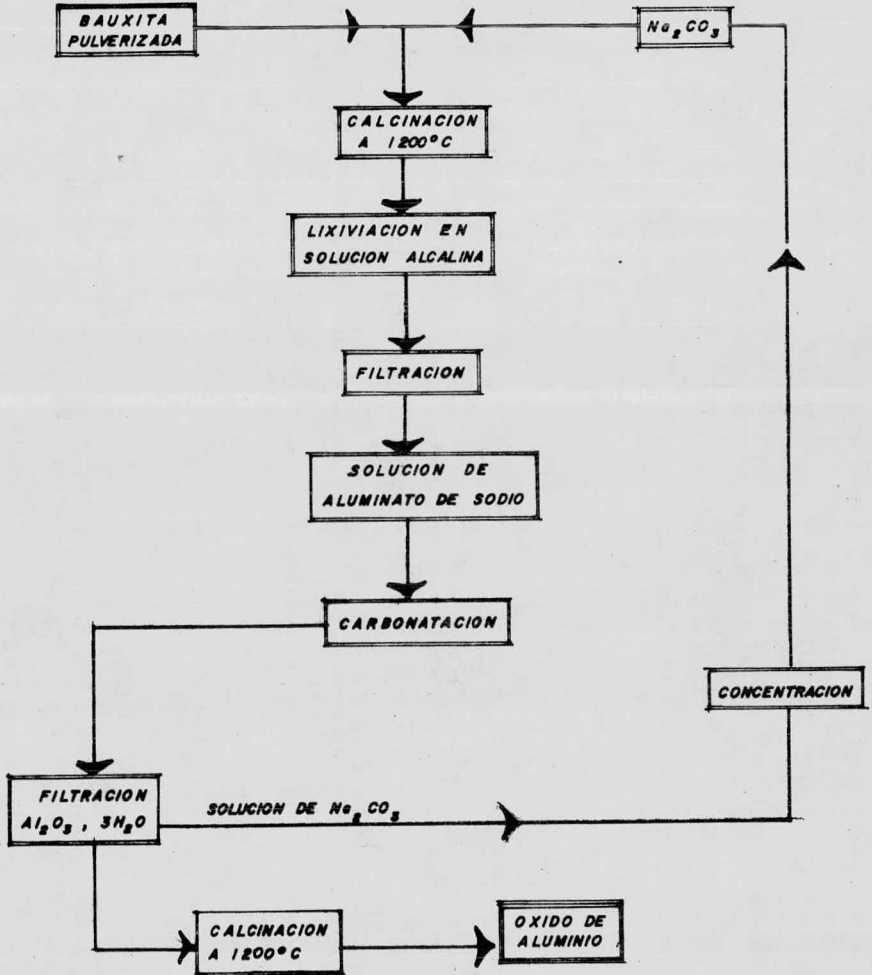 BAUXITA
PULVERIZADA
Na₂CO₃
CALCINACION
A 1200°C
LIXIVIACION EN
SOLUCION ALCALINA
FILTRACION
SOLUCION DE
ALUMINATO DE SODIO
CARBONATACION
CONCENTRACION
FILTRACION
Al₂O₃, 3H₂O
SOLUCION DE Na₂CO₃
CALCINACION
A 1200°C
OXIDO DE
ALUMINIO